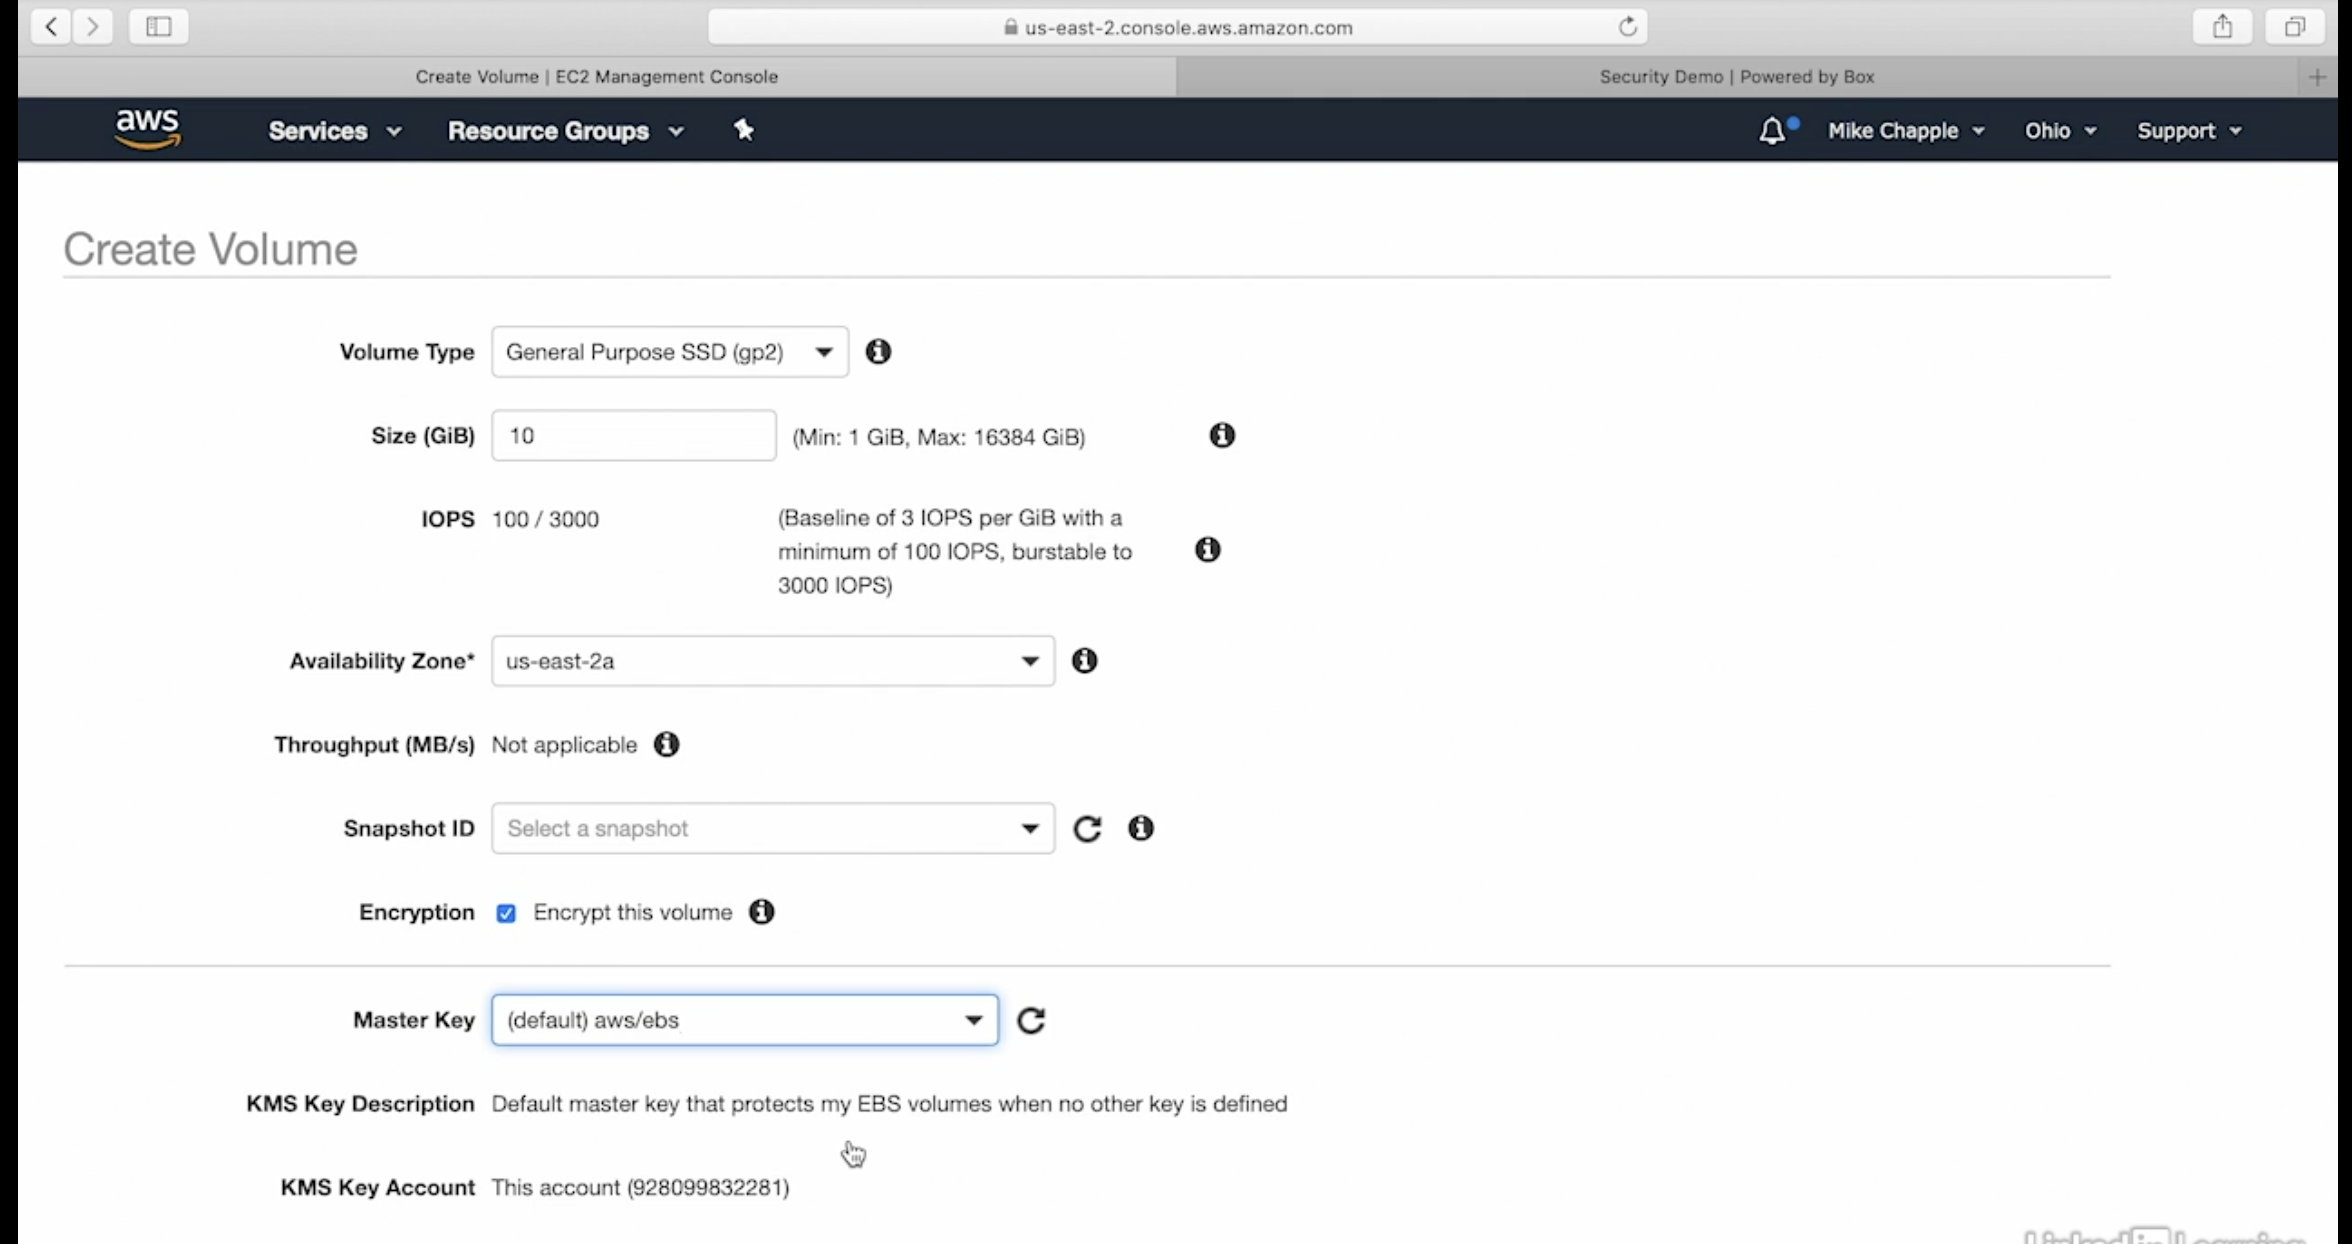 us-east-2.console.aws.amazon.com
Create Volume | EC2 Management Console
Security Demo | Powered by Box
aws
Services
Resource Groups
Mike Chapple
Ohio
Support
Create Volume
Volume Type General Purpose SSD (gp2)
Size (GiB) 10 (Min: 1 GiB, Max: 16384 GiB)
IOPS 100 / 3000 (Baseline of 3 IOPS per GiB with a
minimum of 100 IOPS, burstable to
3000 IOPS)
Availability Zone* us-east-2a
Throughput (MB/s) Not applicable
Snapshot ID Select a snapshot
Encryption Encrypt this volume
Master Key (default) aws/ebs
KMS Key Description Default master key that protects my EBS volumes when no other key is defined
KMS Key Account This account (928099832281)
LinkedIn Learning